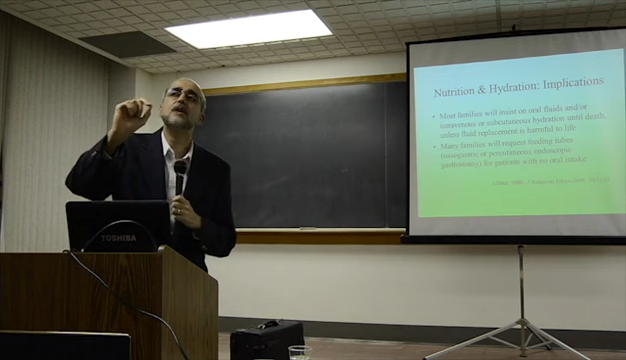 Nutrition & Hydration: Implications
• Most families will insist on oral fluids and/or
intravenous or subcutaneous hydration until death,
unless fluid replacement is harmful to life
• Many families will request feeding tubes
(nasogastric or percutaneous endoscopic
gastrostomy) for patients with no oral intake
TOSHIBA